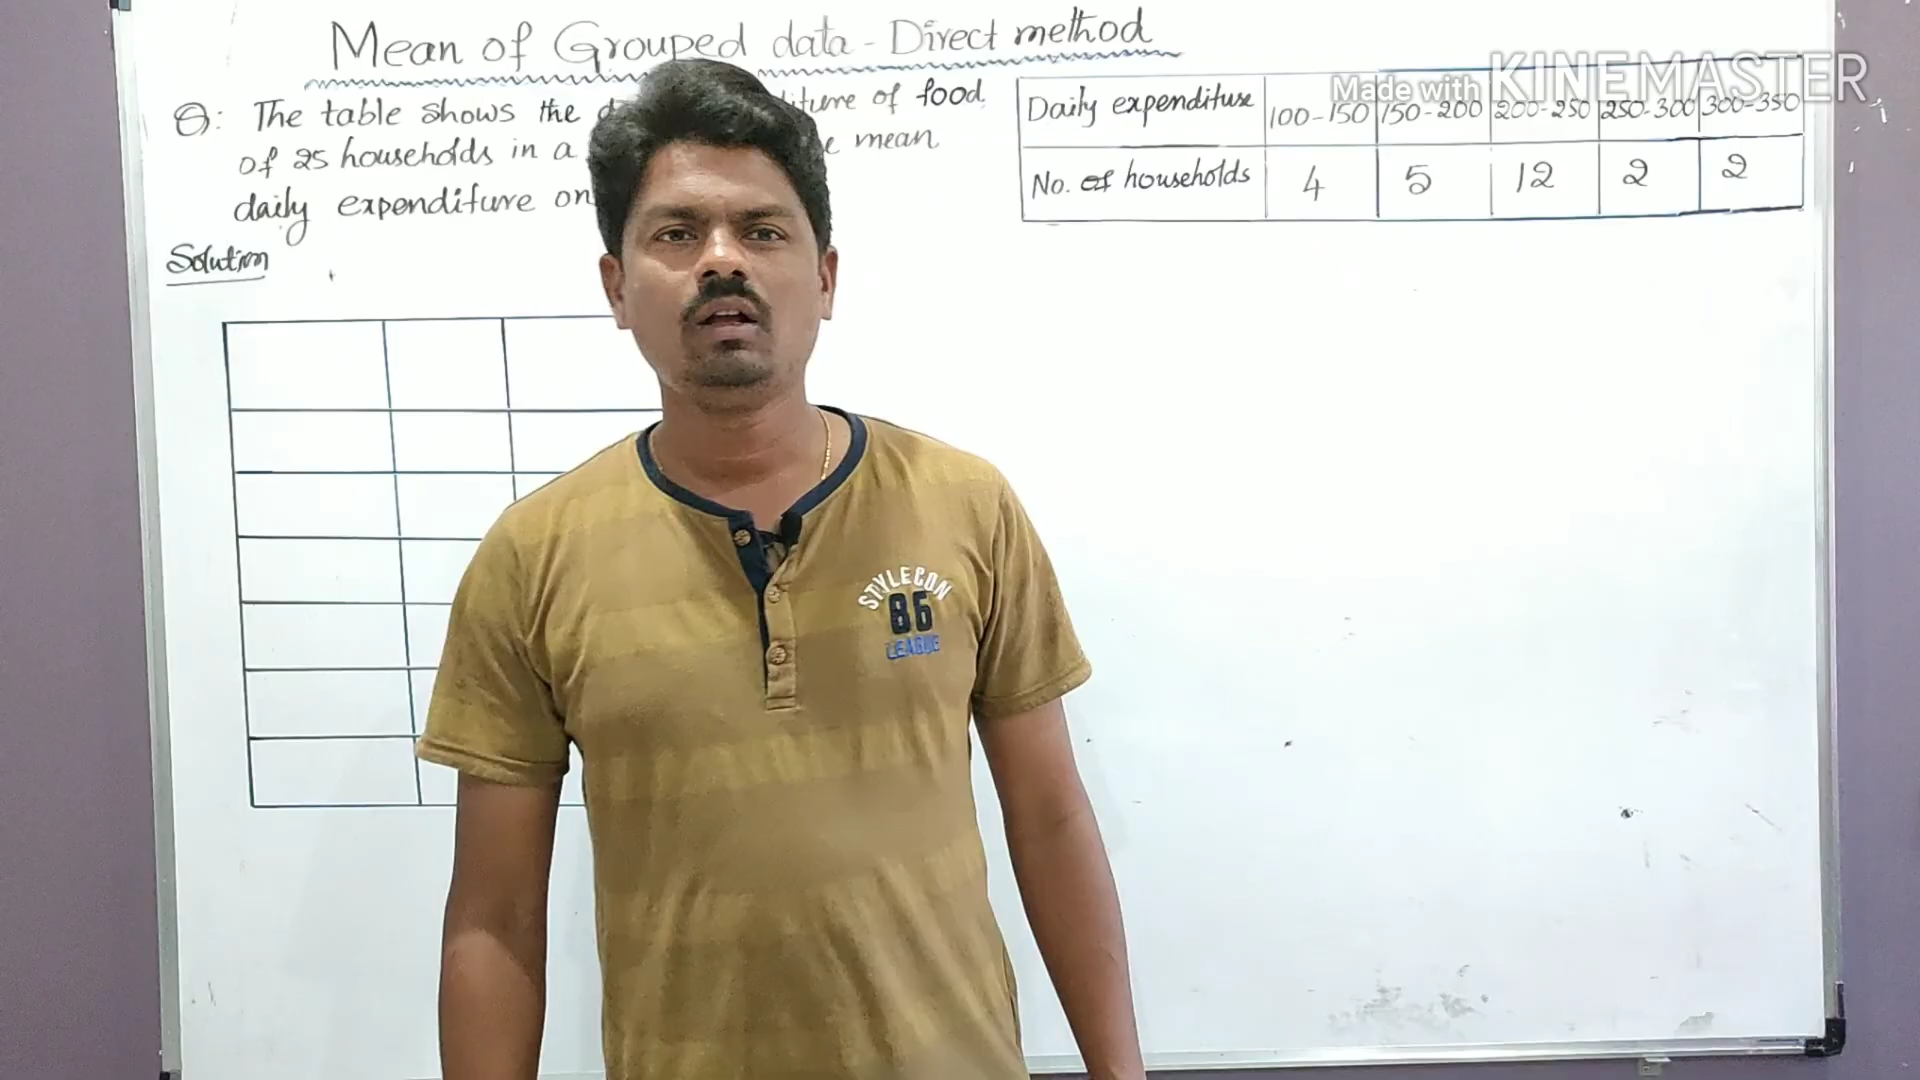 Mean of Grouped data - Direct method
Made with KINEMASTER
Q: The table shows the diture of food
of 25 households in a mean
daily expenditure on
Solution
Daily expenditure 100-150 150-200 200-250 250-300 300-350
No. of households 4 5 12 2 2
STYLECON
86
LEAGUE